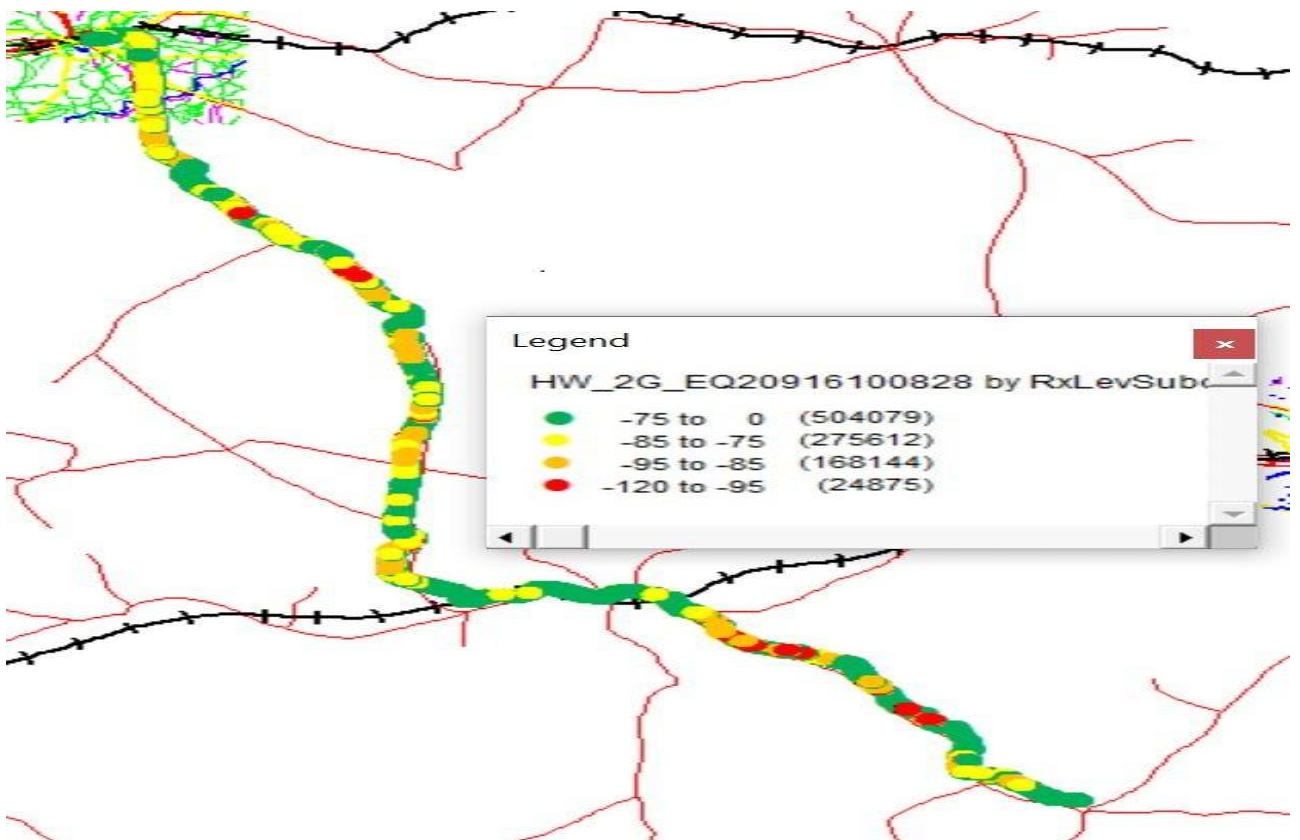 Legend
HW_2G_EQ20916100828 by RxLevSub
-75 to 0 (504079)
-85 to -75 (275612)
-95 to -85 (168144)
-120 to -95 (24875)